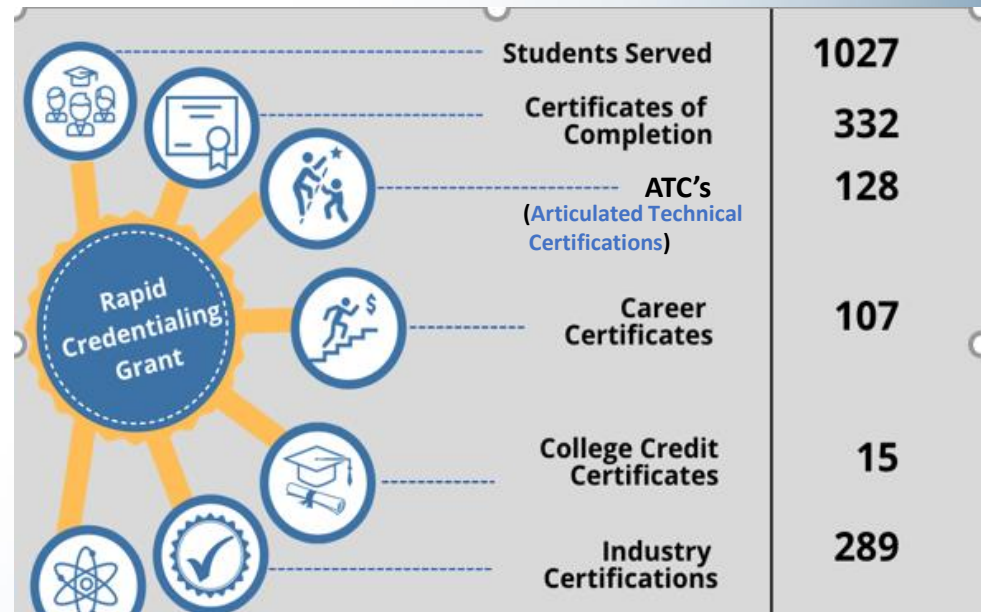 Students Served 1027
Certificates of
Completion 332
ATC's 128
(Articulated Technical
Certifications)
Rapid
Credentialing
Grant
Career
Certificates 107
College Credit
Certificates 15
Industry
Certifications 289
$